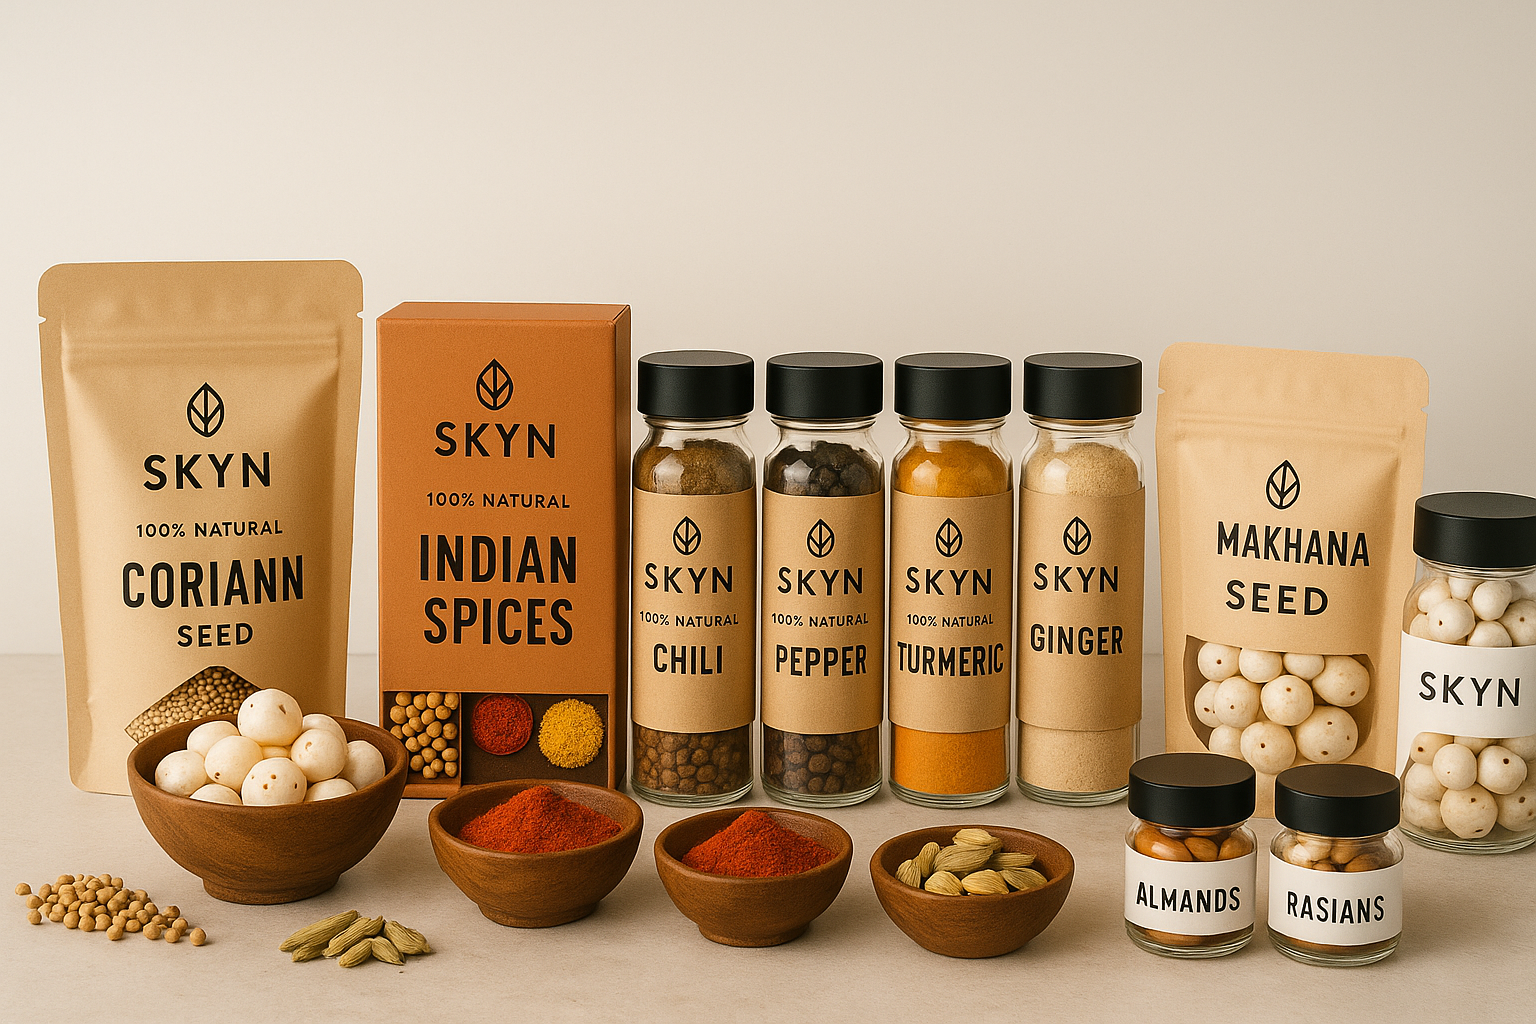 SKYN
100% NATURAL
CORIANN
SEED
SKYN
100% NATURAL
INDIAN
SPICES
SKYN
100% NATURAL
CHILI
SKYN
100% NATURAL
PEPPER
SKYN
100% NATURAL
TURMERIC
SKYN
GINGER
MAKHANA
SEED
SKYN
ALMANDS
RASIANS